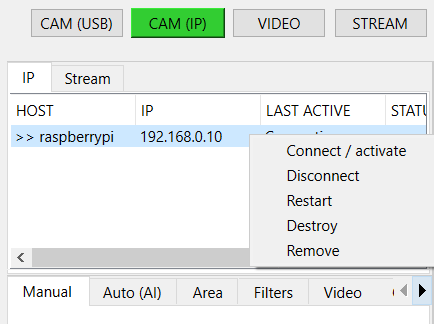 CAM (USB) CAM (IP) VIDEO STREAM
IP Stream
HOST IP LAST ACTIVE STATU
>> raspberrypi 192.168.0.10
Connect / activate
Disconnect
Restart
Destroy
Remove
Manual Auto (AI) Area Filters Video